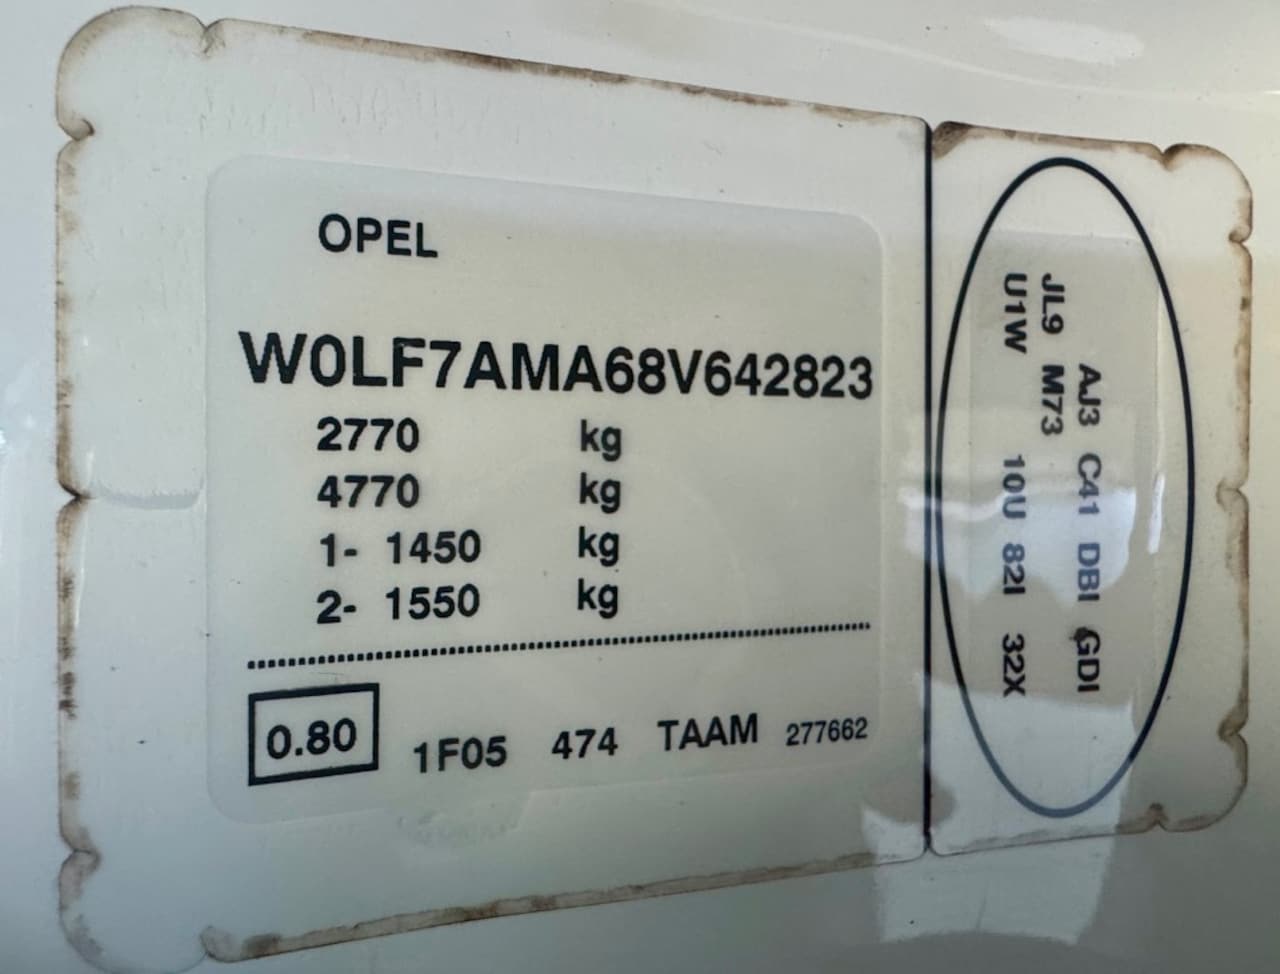 OPEL
W0LF7AMA68V642823
2770 kg
4770 kg
1- 1450 kg
2- 1550 kg
0.80 1F05 474 TAAM 277662
AJ3 C41 DBI GDI
JL9 M73
U1W 10U 82I 32X